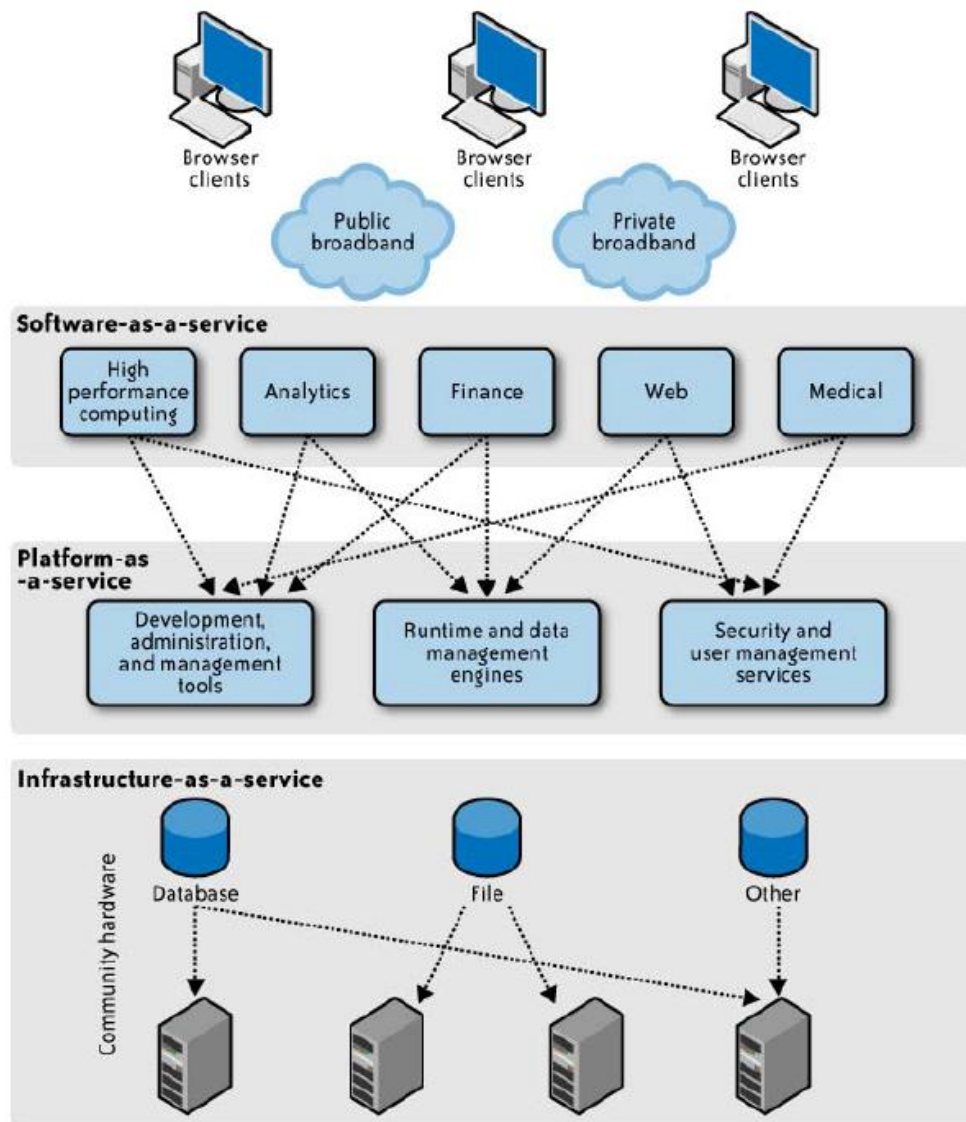 Browser
clients
Browser
clients
Browser
clients
Public
broadband
Private
broadband
Software-as-a-service
High
performance
computing
Analytics
Finance
Web
Medical
Platform-as
-a-service
Development,
administration,
and management
tools
Runtime and data
management
engines
Security and
user management
services
Infrastructure-as-a-service
Community hardware
Database
File
Other